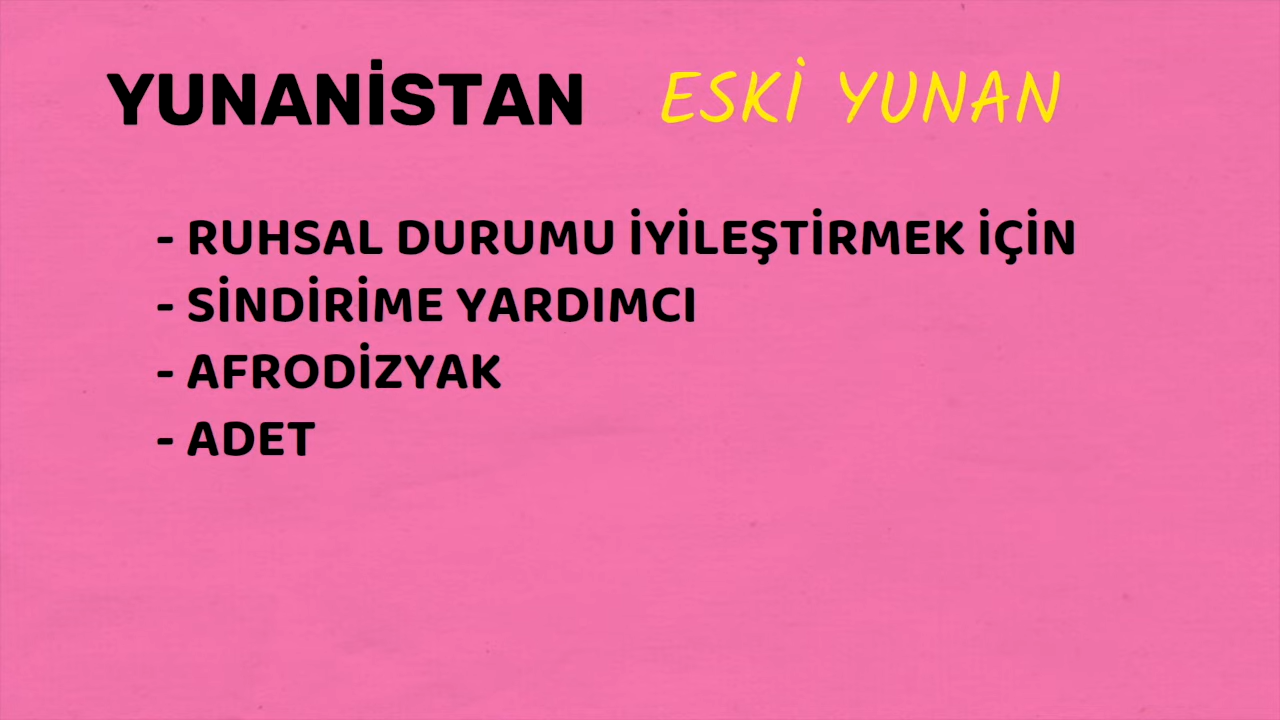 YUNANİSTAN ESKİ YUNAN
- RUHSAL DURUMU İYİLEŞTİRMEK İÇİN
- SİNDİRİME YARDIMCI
- AFRODİZYAK
- ADET